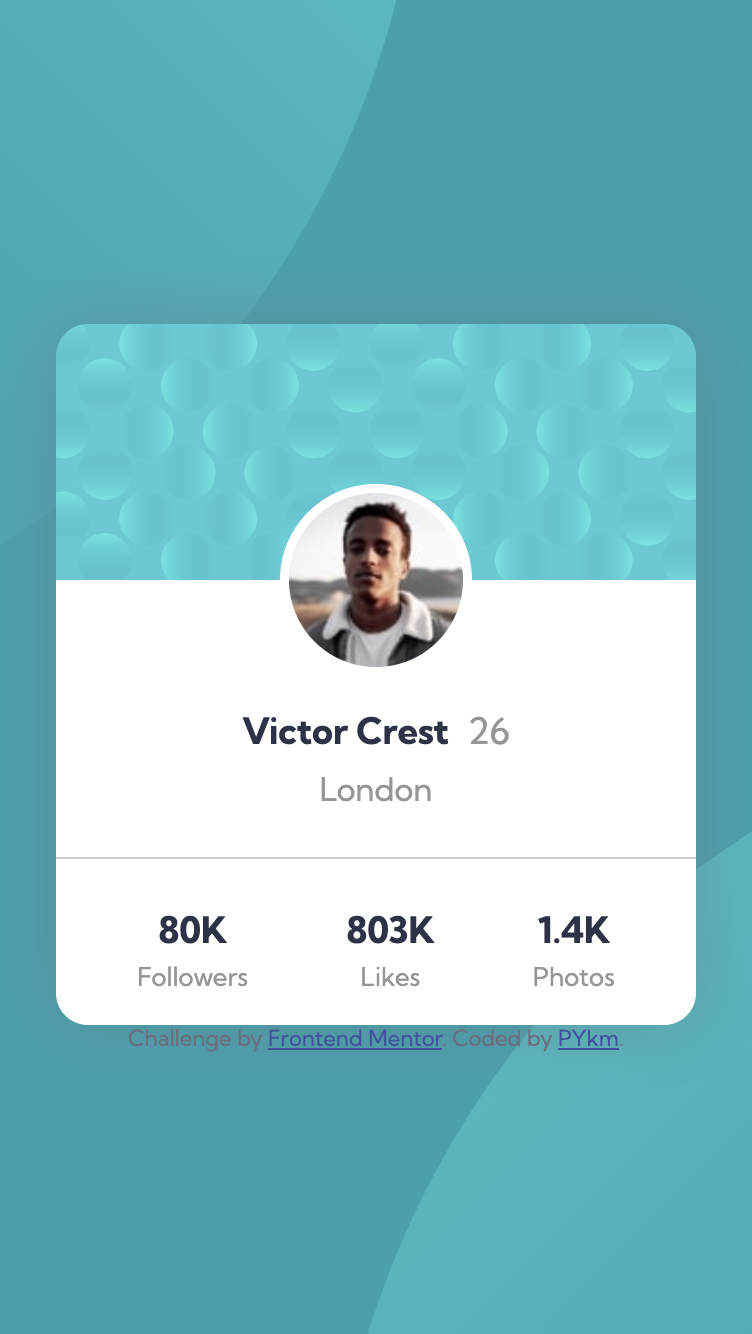 Victor Crest 26
London
80K 803K 1.4K
Followers Likes Photos
Challenge by Frontend Mentor. Coded by PYkm.